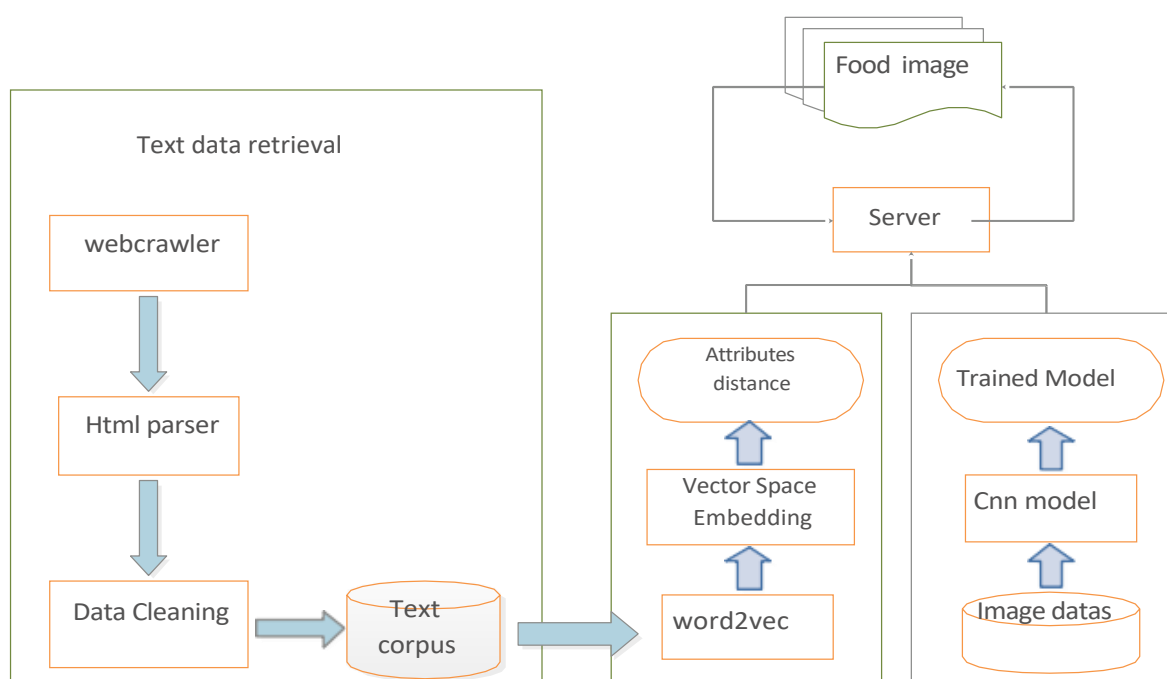 Food image
Text data retrieval
Server
webcrawler
Attributes
distance
Trained Model
Html parser
Vector Space
Embedding
Cnn model
Data Cleaning
Text
corpus
word2vec
Image datas